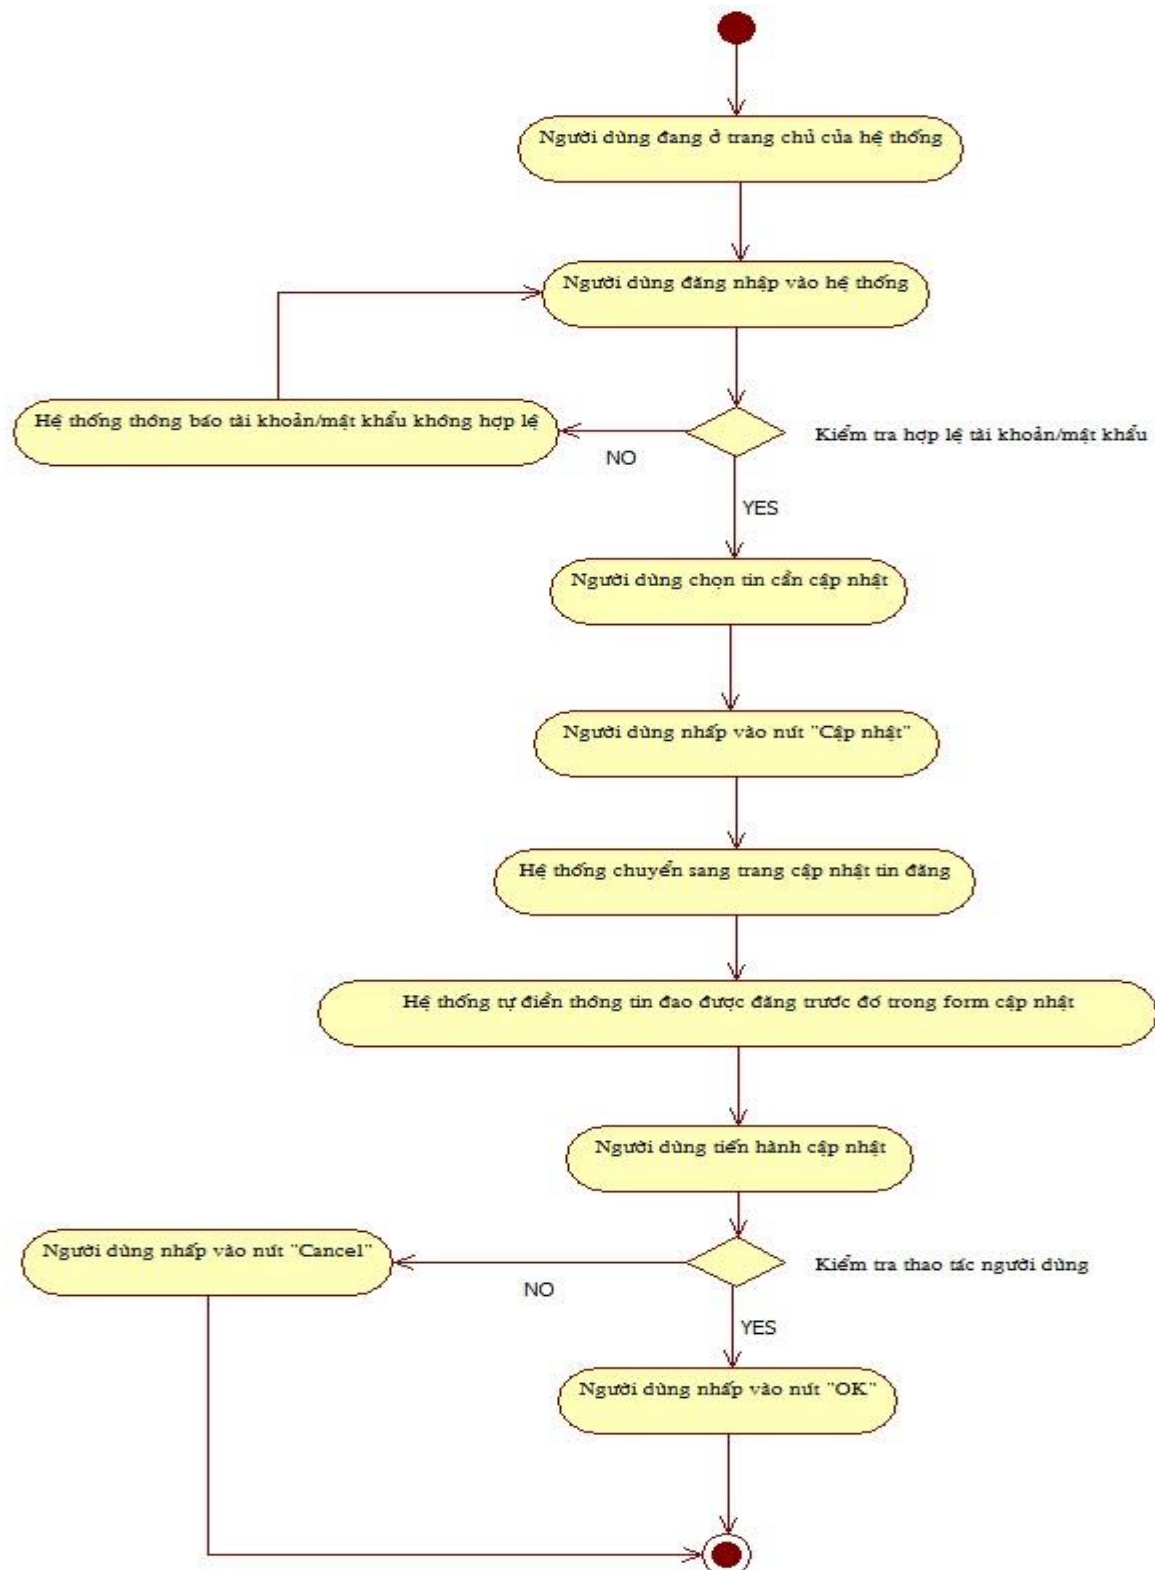 Người dùng đang ở trang chủ của hệ thống
Người dùng đăng nhập vào hệ thống
Hệ thống thông báo tài khoản/mật khẩu không hợp lệ
Kiểm tra hợp lệ tài khoản/mật khẩu
NO
YES
Người dùng chọn tin cần cập nhật
Người dùng nhấp vào nút "Cập nhật"
Hệ thống chuyển sang trang cập nhật tin đăng
Hệ thống tự điền thông tin đao được đăng trước đó trong form cập nhật
Người dùng tiến hành cập nhật
Người dùng nhấp vào nút "Cancel"
Kiểm tra thao tác người dùng
NO
YES
Người dùng nhấp vào nút "OK"